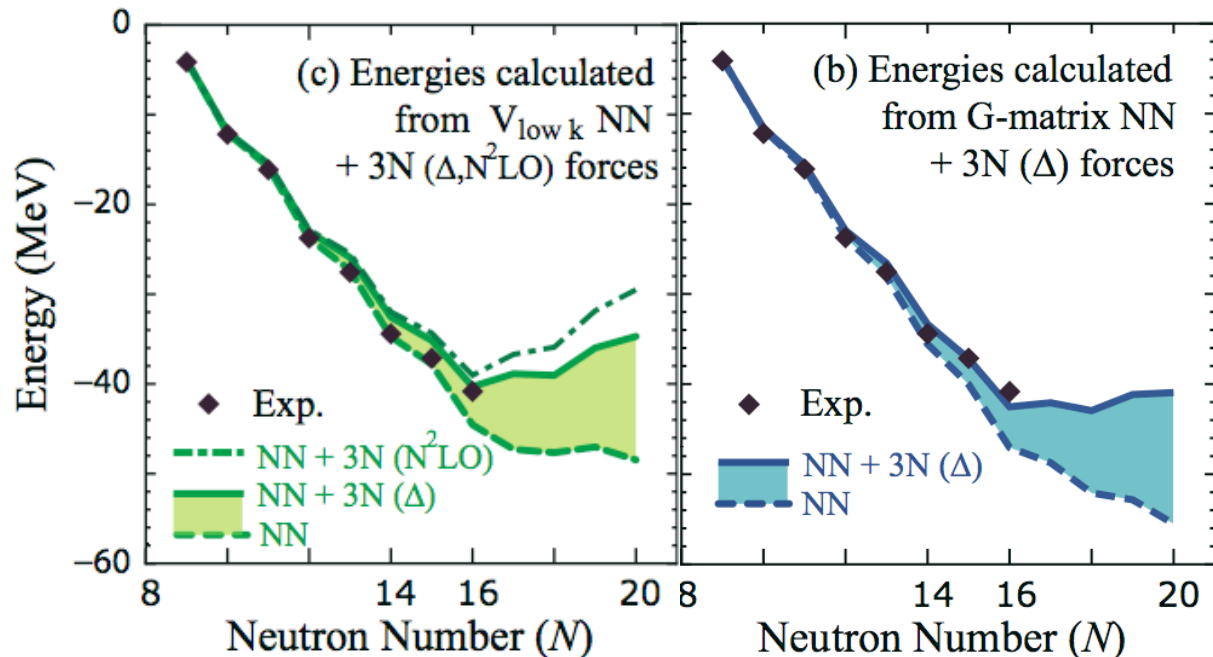 0
−20
−40
−60
Energy (MeV)
(c) Energies calculated
from V_low k NN
+ 3N (Δ,N²LO) forces
Exp.
NN + 3N (N²LO)
NN + 3N (Δ)
NN
8
14
16
20
Neutron Number (N)
(b) Energies calculated
from G-matrix NN
+ 3N (Δ) forces
Exp.
NN + 3N (Δ)
NN
8
14
16
20
Neutron Number (N)